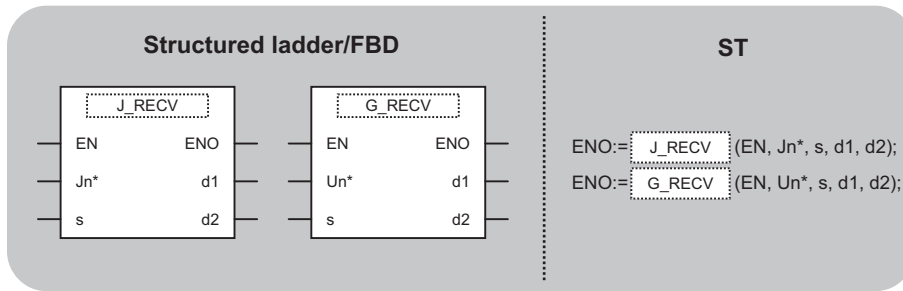 Structured ladder/FBD
J_RECV
EN ENO
Jn* d1
s d2
G_RECV
EN ENO
Un* d1
s d2
ST
ENO:= J_RECV (EN, Jn*, s, d1, d2);
ENO:= G_RECV (EN, Un*, s, d1, d2);